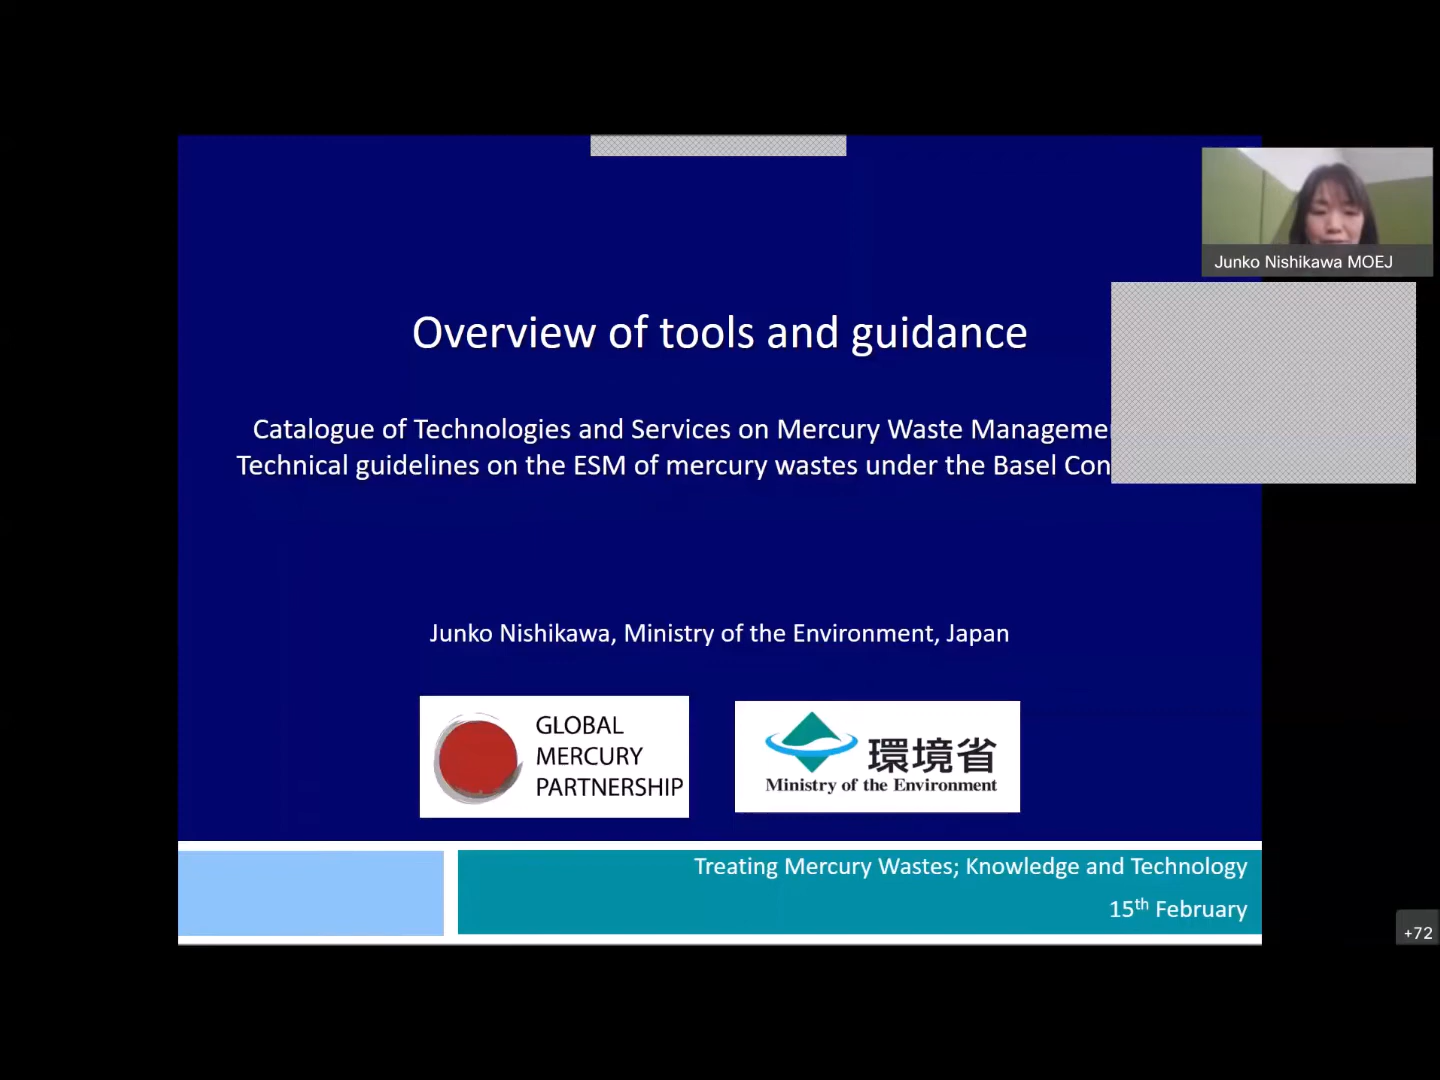 Overview of tools and guidance
Catalogue of Technologies and Services on Mercury Waste
Technical guidelines on the ESM of mercury wastes under the Basel
Junko Nishikawa MOEJ
Junko Nishikawa, Ministry of the Environment, Japan
GLOBAL
MERCURY
PARTNERSHIP
環境省
Ministry of the Environment
Treating Mercury Wastes; Knowledge and Technology
15th February
+72